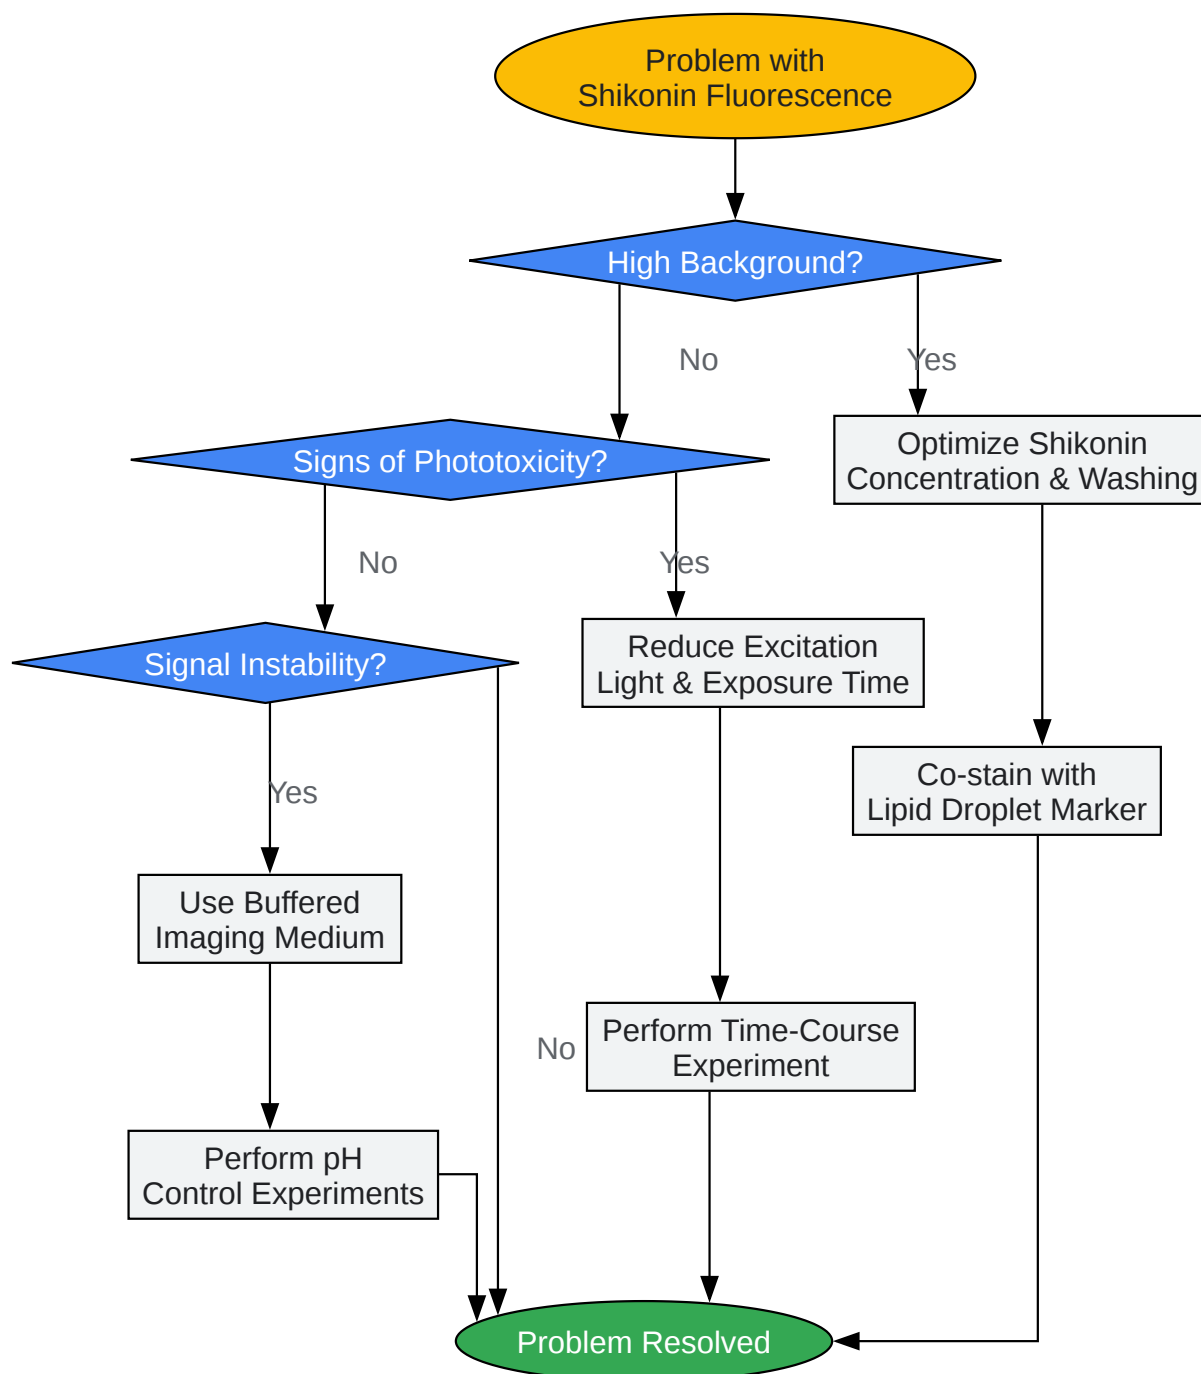 Problem with
Shikonin Fluorescence
High Background?
No
Yes
Optimize Shikonin
Concentration & Washing
Signs of Phototoxicity?
No
Yes
Reduce Excitation
Light & Exposure Time
Signal Instability?
Yes
Co-stain with
Lipid Droplet Marker
Use Buffered
Imaging Medium
No
Perform Time-Course
Experiment
Perform pH
Control Experiments
Problem Resolved